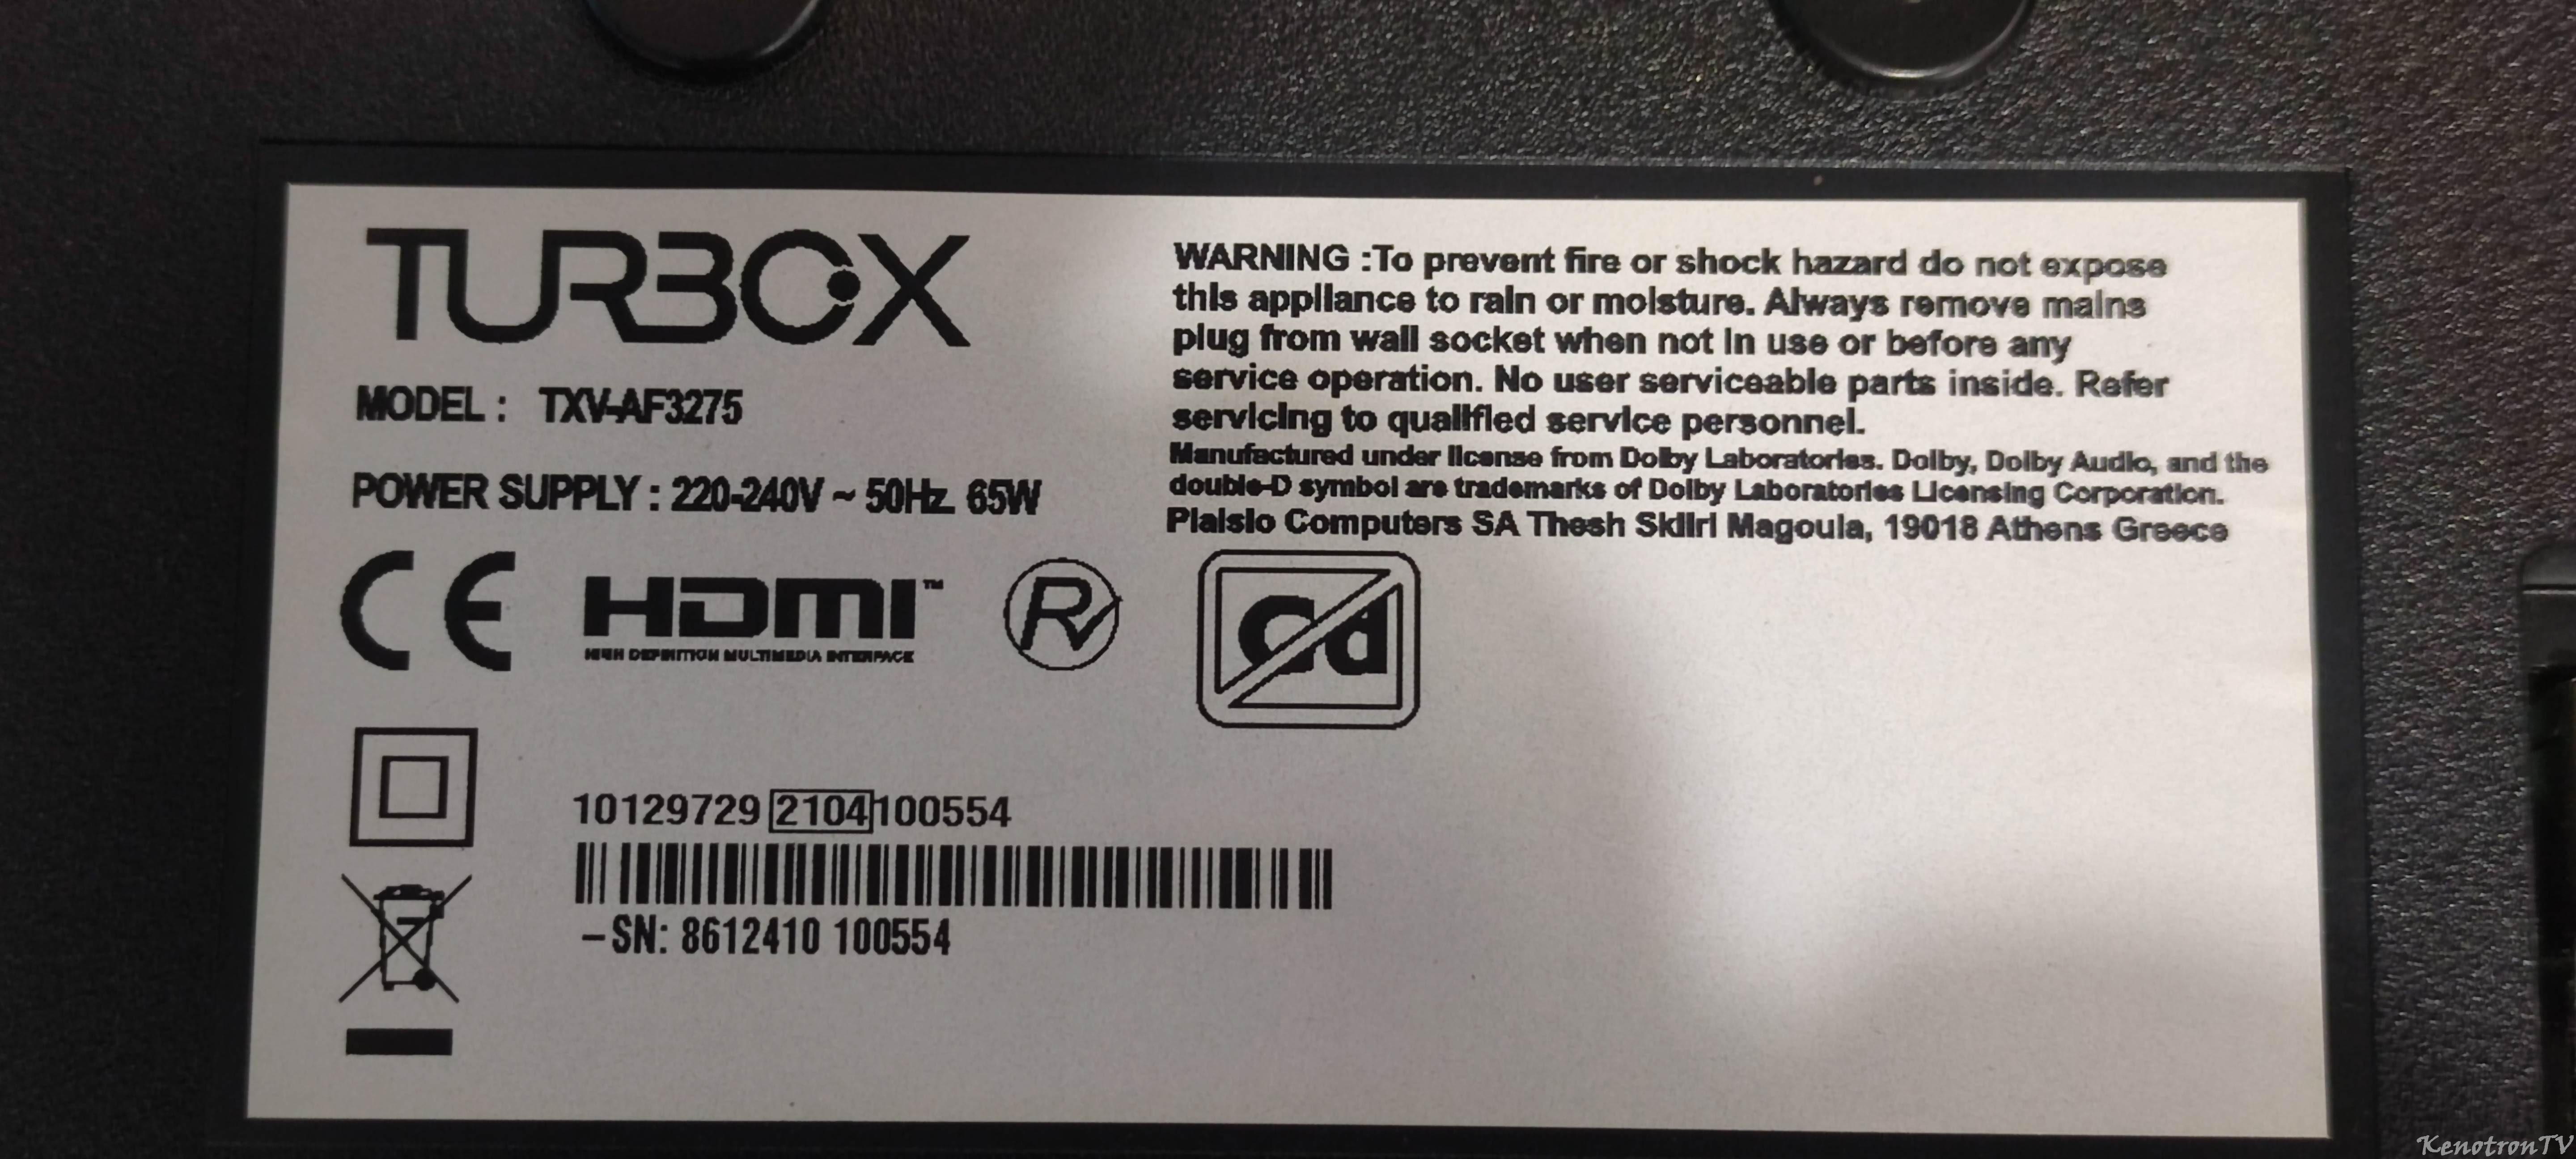 TURBOX
MODEL : TXV-AF3275
POWER SUPPLY : 220-240V ~ 50Hz 65W
WARNING :To prevent fire or shock hazard do not expose
this appliance to rain or moisture. Always remove mains
plug from wall socket when not in use or before any
service operation. No user serviceable parts inside. Refer
servicing to qualified service personnel.
Manufactured under license from Dolby Laboratories. Dolby, Dolby Audio, and the
double-D symbol are trademarks of Dolby Laboratories Licensing Corporation.
Plaisio Computers SA Thesh Skliri Magoula, 19018 Athens Greece
CE
HDMI™
HIGH DEFINITION MULTIMEDIA INTERFACE
R
Cd
10129729 2104 100554
–SN: 8612410 100554
KenotronTV